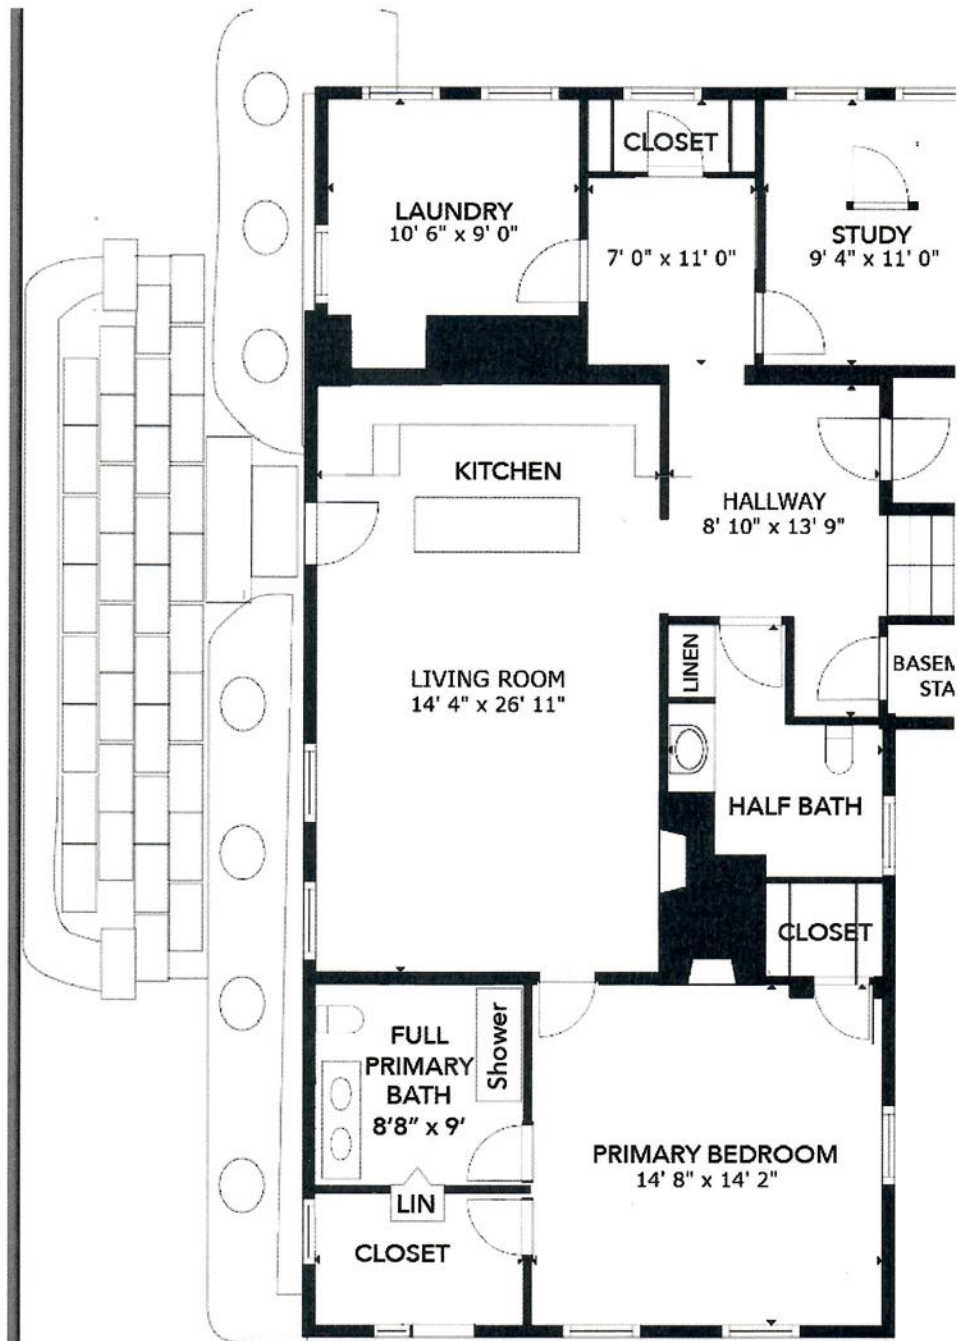 CLOSET
LAUNDRY
10' 6" x 9' 0"
7' 0" x 11' 0"
STUDY
9' 4" x 11' 0"
KITCHEN
HALLWAY
8' 10" x 13' 9"
LIVING ROOM
14' 4" x 26' 11"
LINEN
BASEM
STA
HALF BATH
CLOSET
FULL
PRIMARY
BATH
8'8" x 9'
Shower
PRIMARY BEDROOM
14' 8" x 14' 2"
LIN
CLOSET